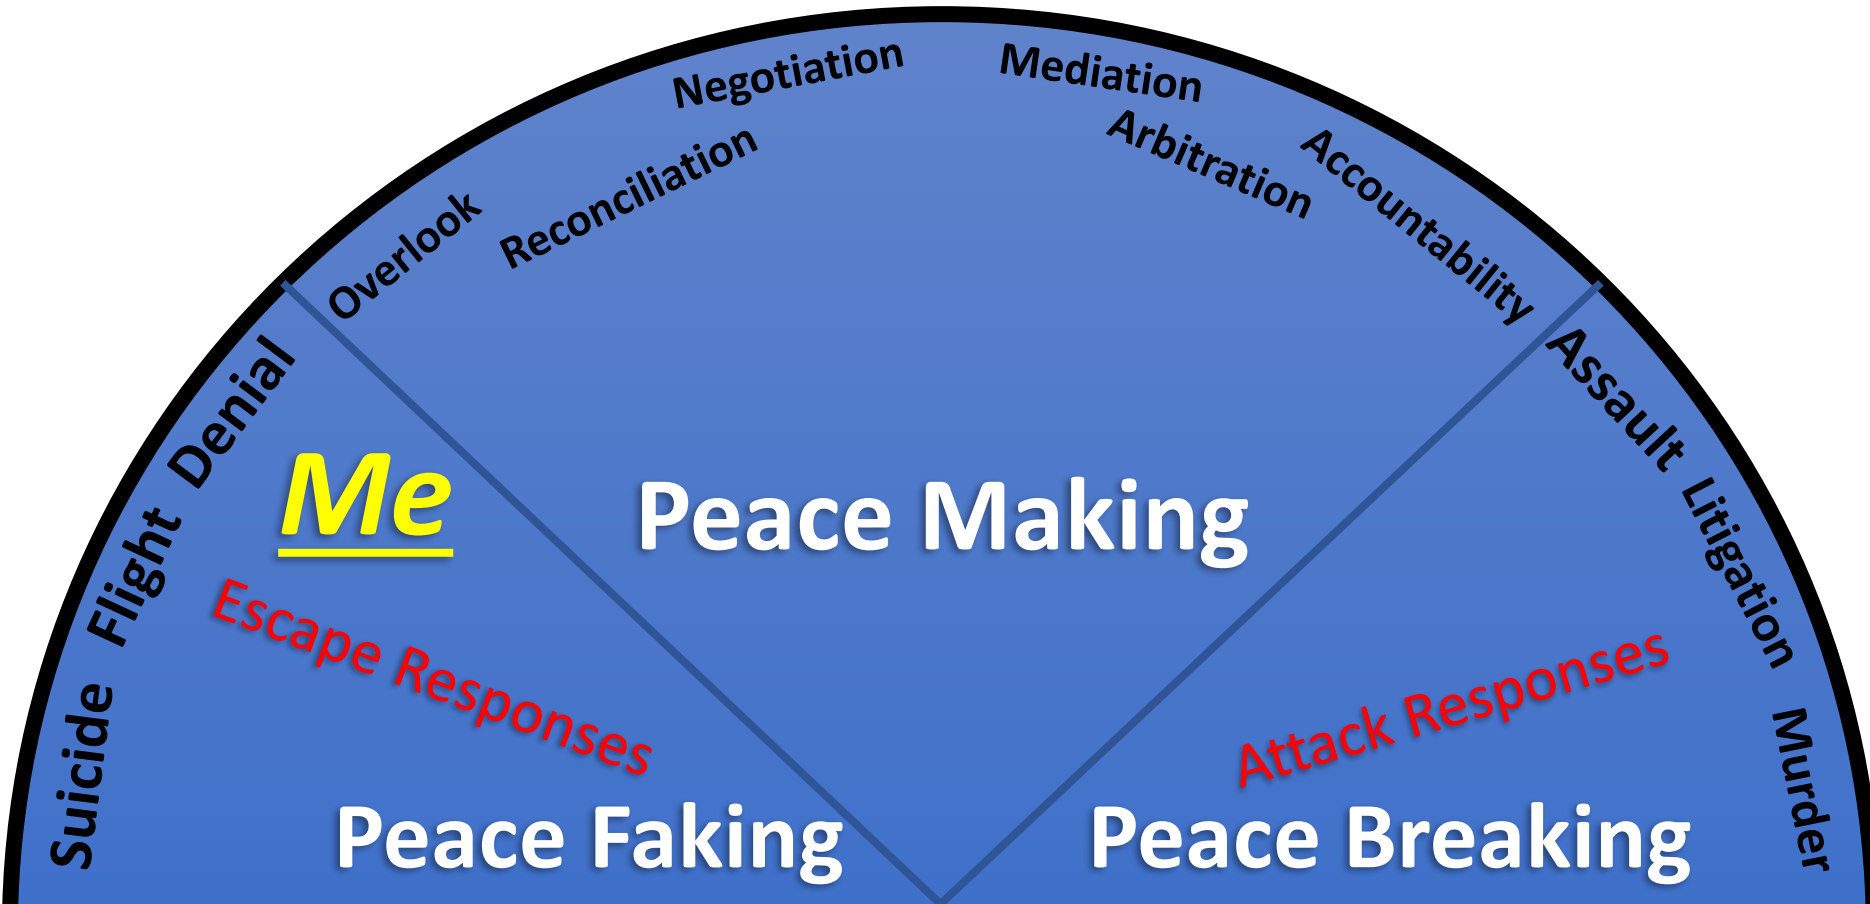 Negotiation
Mediation
Reconciliation
Arbitration
Overlook
Accountability
Denial
Assault
Me
Peace Making
Flight
Litigation
Escape Responses
Attack Responses
Suicide
Murder
Peace Faking
Peace Breaking